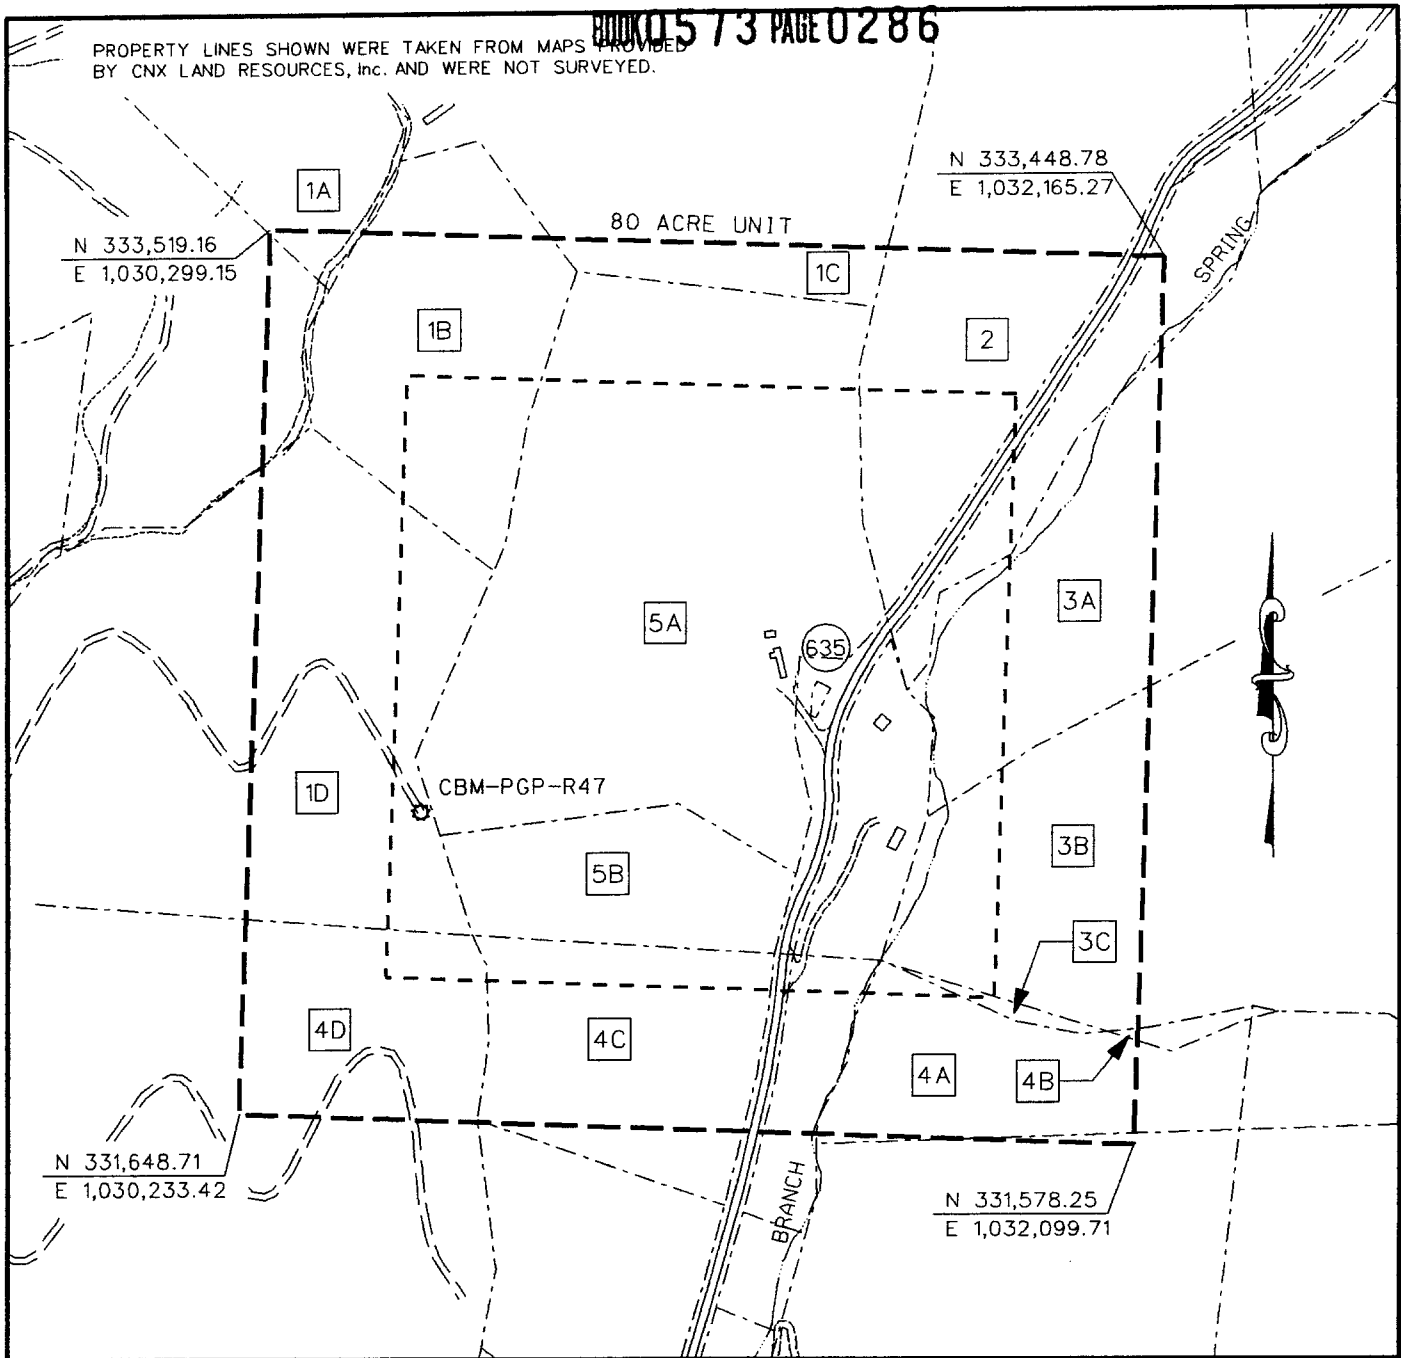 BOOK 0573 PAGE 0286
PROPERTY LINES SHOWN WERE TAKEN FROM MAPS PROVIDED
BY CNX LAND RESOURCES, Inc. AND WERE NOT SURVEYED.
N 333,448.78
E 1,032,165.27
1A
80 ACRE UNIT
N 333,519.16
E 1,030,299.15
SPRING
1C
1B
2
3A
5A
635
CBM-PGP-R47
1D
3B
5B
3C
4D
4C
4A
4B
N 331,648.71
E 1,030,233.42
BRANCH
N 331,578.25
E 1,032,099.71